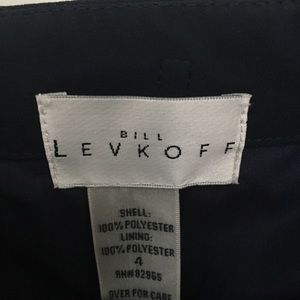 BILL
LEVKOFF
SHELL:
100% POLYESTER
LINING:
100% POLYESTER
4
RN#82965
OVER FOR CARE